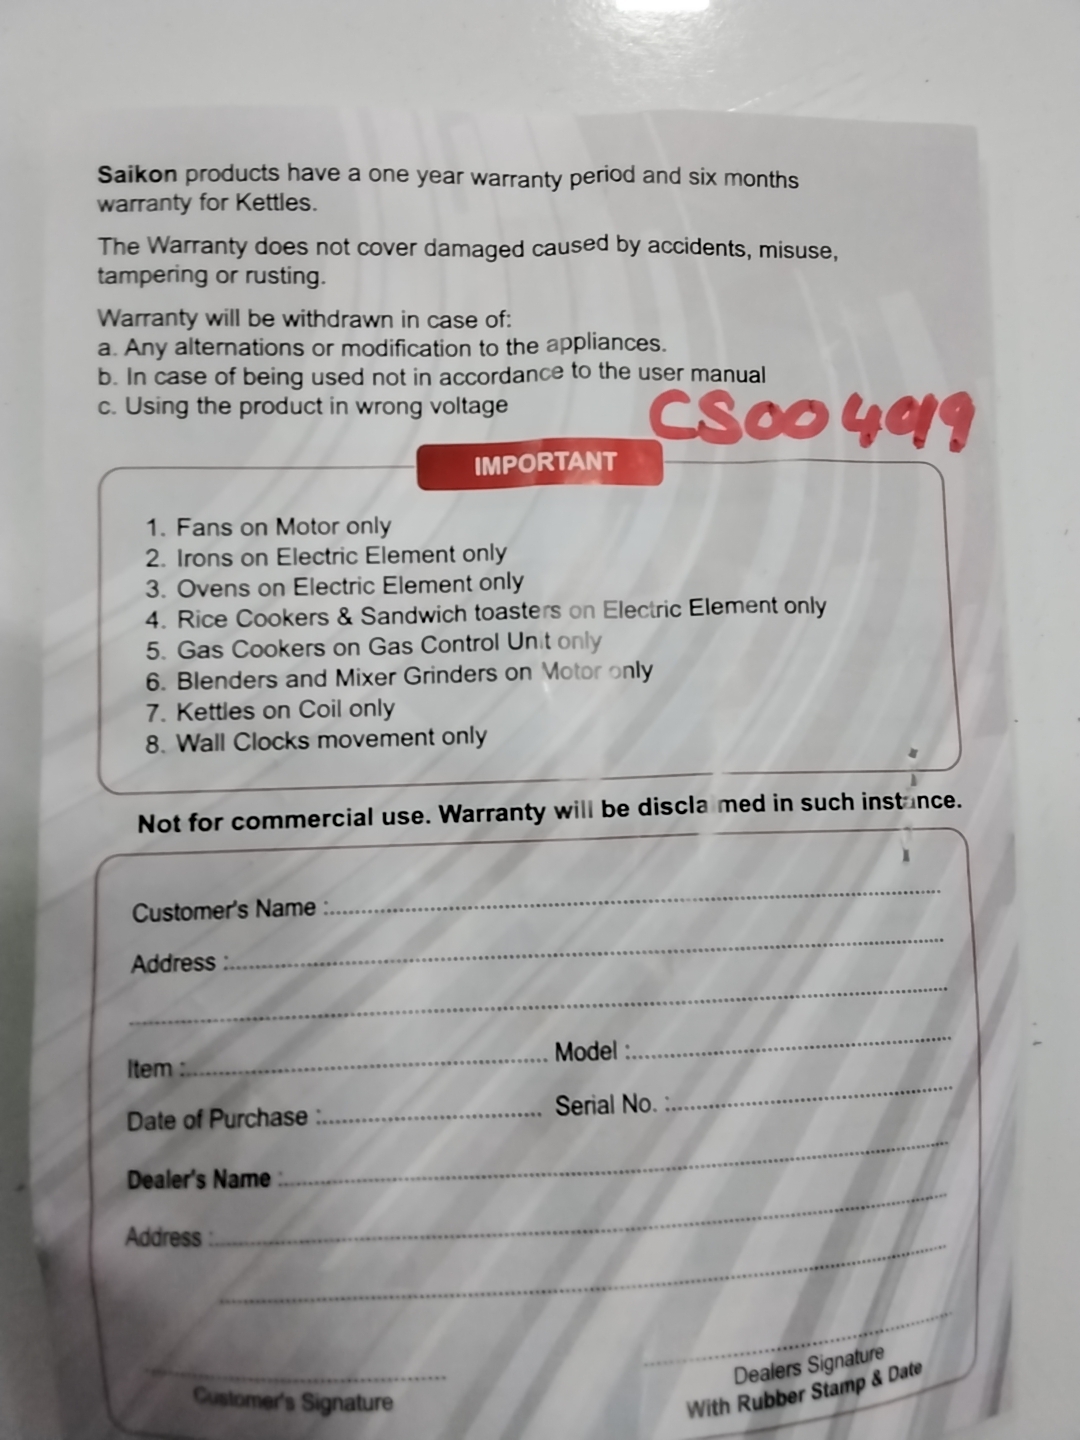 Saikon products have a one year warranty period and six months
warranty for Kettles.
The Warranty does not cover damaged caused by accidents, misuse,
tampering or rusting.
Warranty will be withdrawn in case of:
a. Any alternations or modification to the appliances.
b. In case of being used not in accordance to the user manual
c. Using the product in wrong voltage
CS00499
IMPORTANT
1. Fans on Motor only
2. Irons on Electric Element only
3. Ovens on Electric Element only
4. Rice Cookers & Sandwich toasters on Electric Element only
5. Gas Cookers on Gas Control Unit only
6. Blenders and Mixer Grinders on Motor only
7. Kettles on Coil only
8. Wall Clocks movement only
Not for commercial use. Warranty will be disclaimed in such instance.
Customer's Name :
Address :
Item : Model :
Date of Purchase : Serial No. :
Dealer's Name :
Address :
Dealers Signature
Customer's Signature
With Rubber Stamp & Date